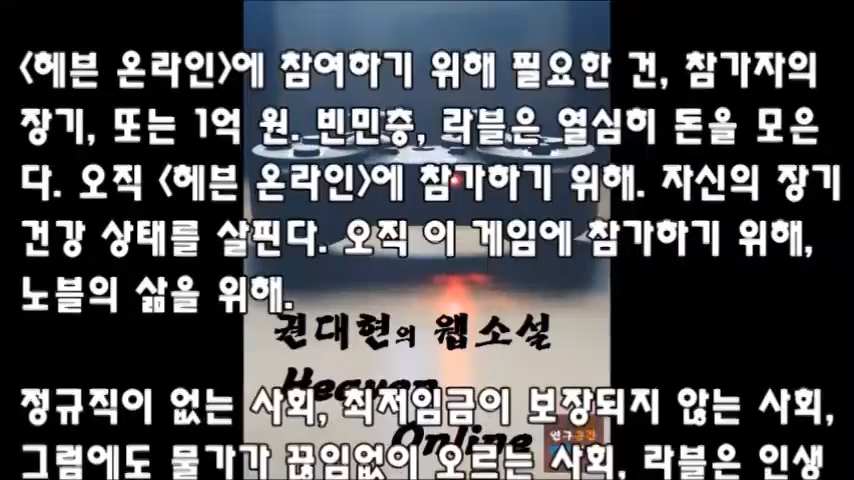 <헤븐 온라인>에 참여하기 위해 필요한 건, 참가자의
장기, 또는 1억 원. 빈민층, 라블은 열심히 돈을 모은
다. 오직 <헤븐 온라인>에 참가하기 위해. 자신의 장기
건강 상태를 살핀다. 오직 이 게임에 참가하기 위해,
노블의 삶을 위해.
권대현의 웹소설
Heaven
정규직이 없는 사회, 최저임금이 보장되지 않는 사회,
Online
연구공간
그럼에도 물가가 끊임없이 오르는 사회, 라블은 인생